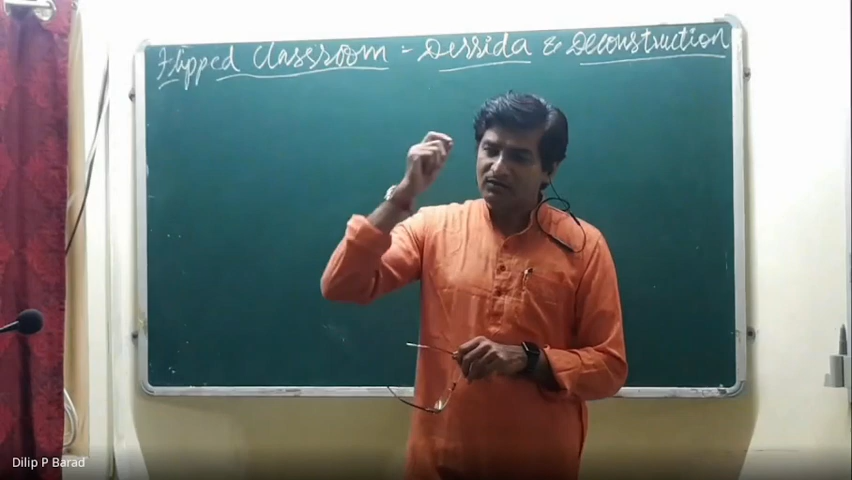 Flipped Classroom - Derrida & Deconstruction
Dilip P Barad